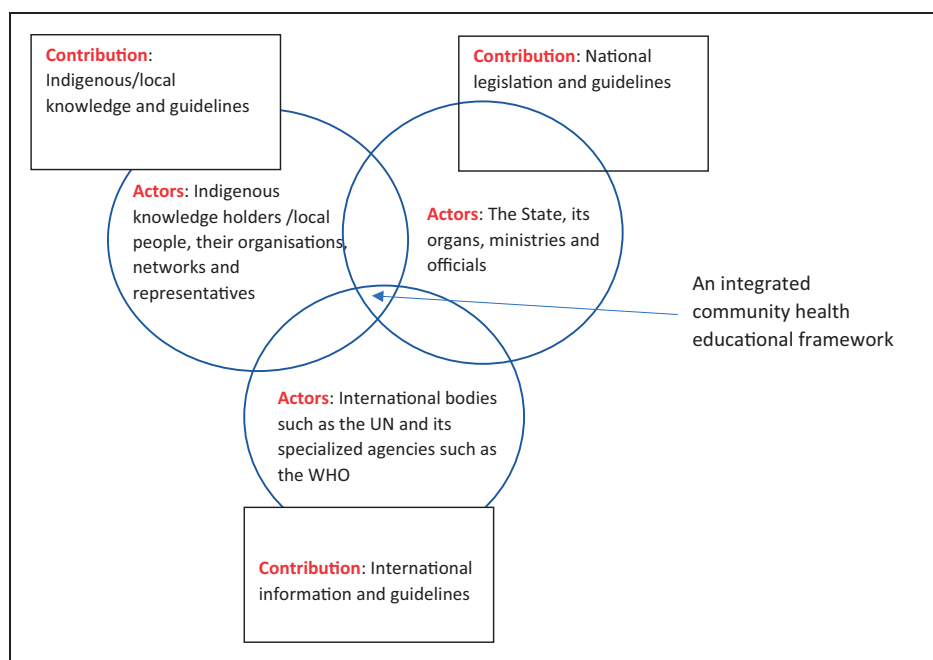 Contribution:
Indigenous/local
knowledge and guidelines
Contribution: National
legislation and guidelines
Actors: Indigenous
knowledge holders /local
people, their organisations,
networks and
representatives
Actors: The State, its
organs, ministries and
officials
An integrated
community health
educational framework
Actors: International bodies
such as the UN and its
specialized agencies such as
the WHO
Contribution: International
information and guidelines